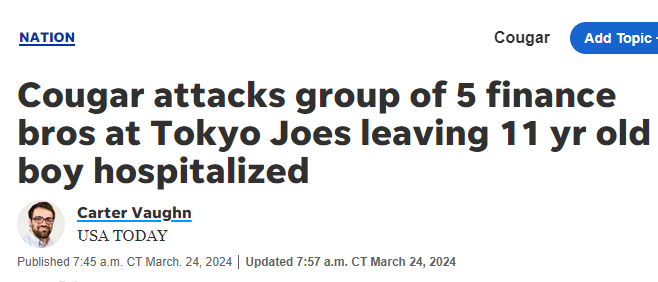 NATION
Cougar
Add Topic
Cougar attacks group of 5 finance
bros at Tokyo Joes leaving 11 yr old
boy hospitalized
Carter Vaughn
USA TODAY
Published 7:45 a.m. CT March. 24, 2024 | Updated 7:57 a.m. CT March 24, 2024